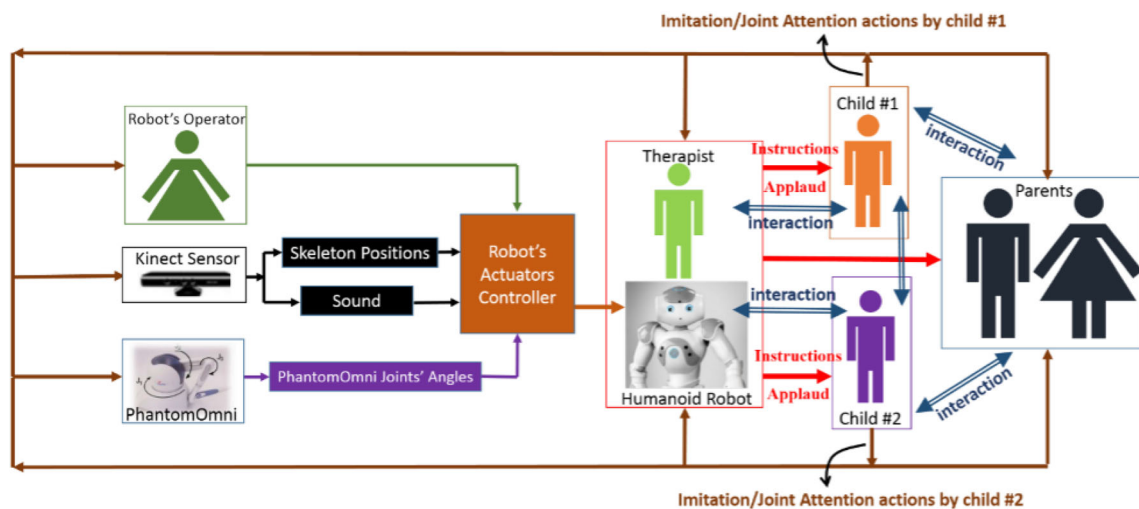 Imitation/Joint Attention actions by child #1
Robot's Operator
Child #1
interaction
Therapist
Instructions
Applaud
Parents
Kinect Sensor
Skeleton Positions
Robot's
Actuators
Controller
interaction
Sound
interaction
PhantomOmni Joints' Angles
Instructions
Applaud
PhantomOmni
Humanoid Robot
Child #2
interaction
Imitation/Joint Attention actions by child #2